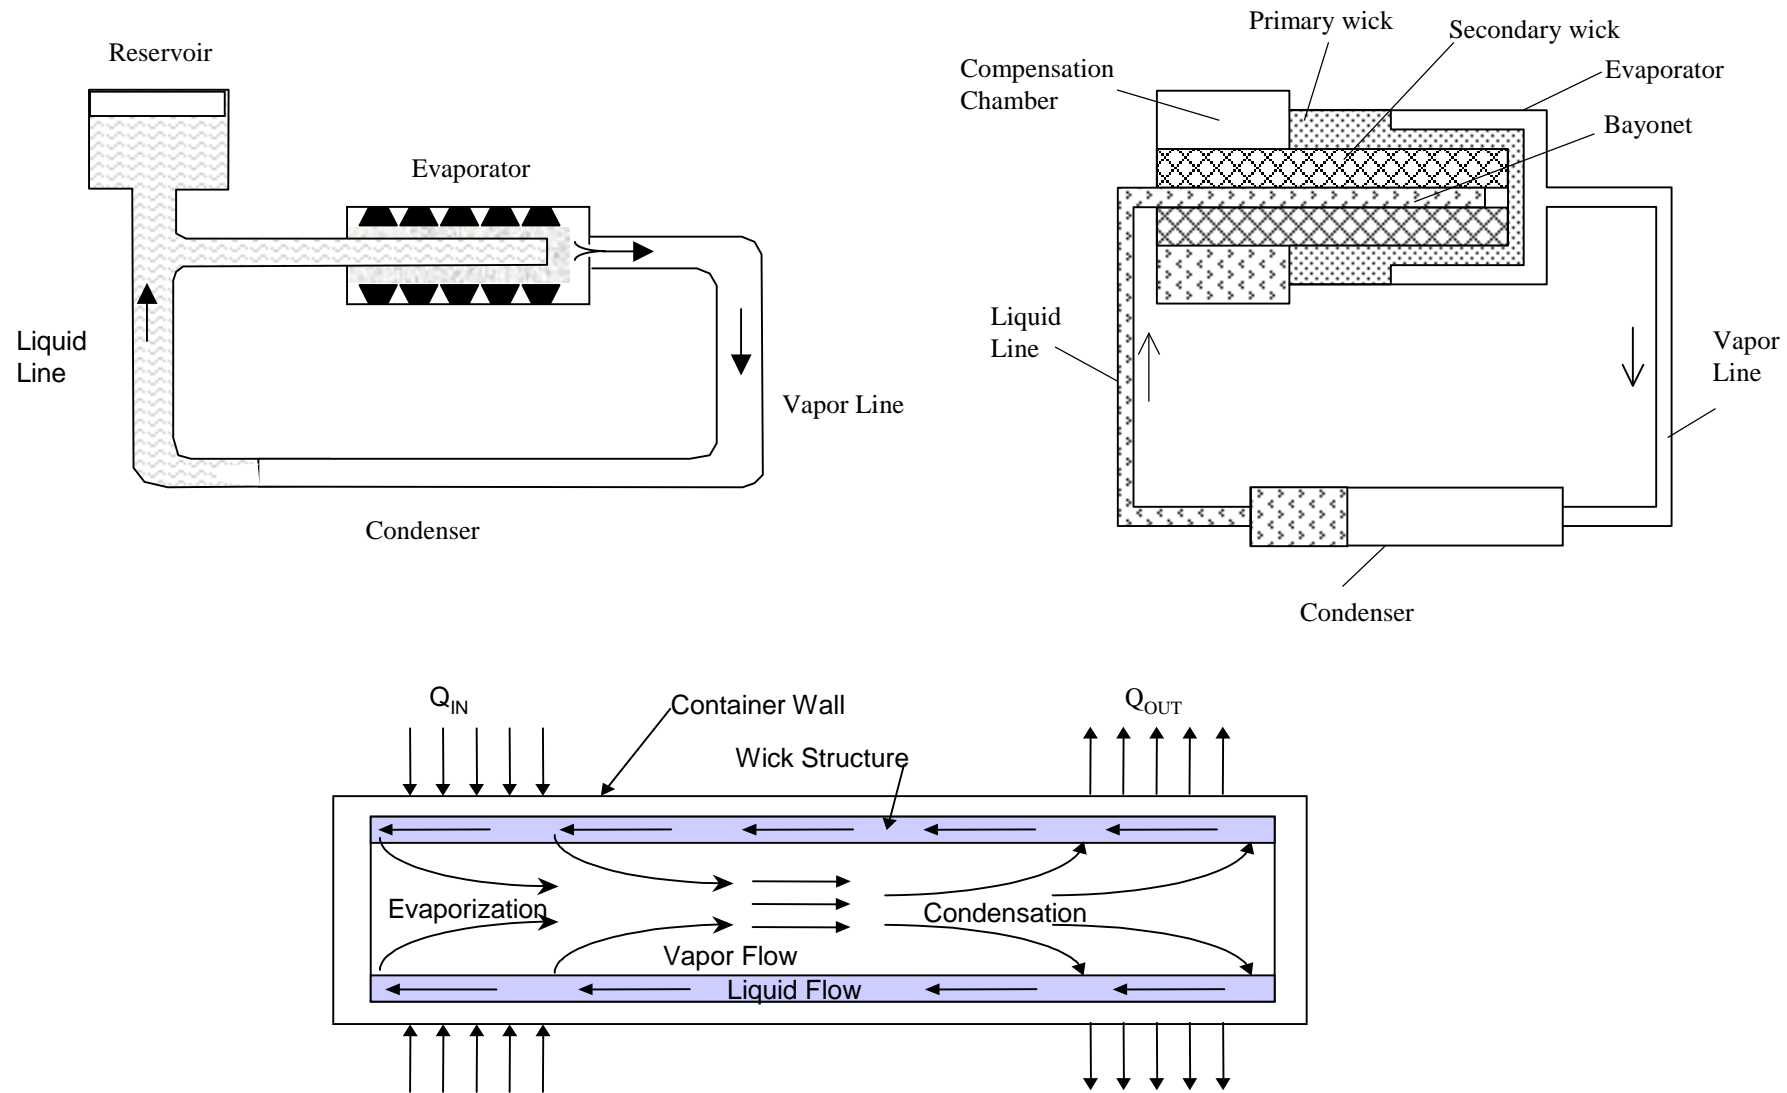 Reservoir
Evaporator
Liquid
Line
Vapor Line
Condenser
Primary wick
Secondary wick
Compensation
Chamber
Evaporator
Bayonet
Liquid
Line
Vapor
Line
Condenser
QIN
Container Wall
QOUT
Wick Structure
Evaporization
Condensation
Vapor Flow
Liquid Flow